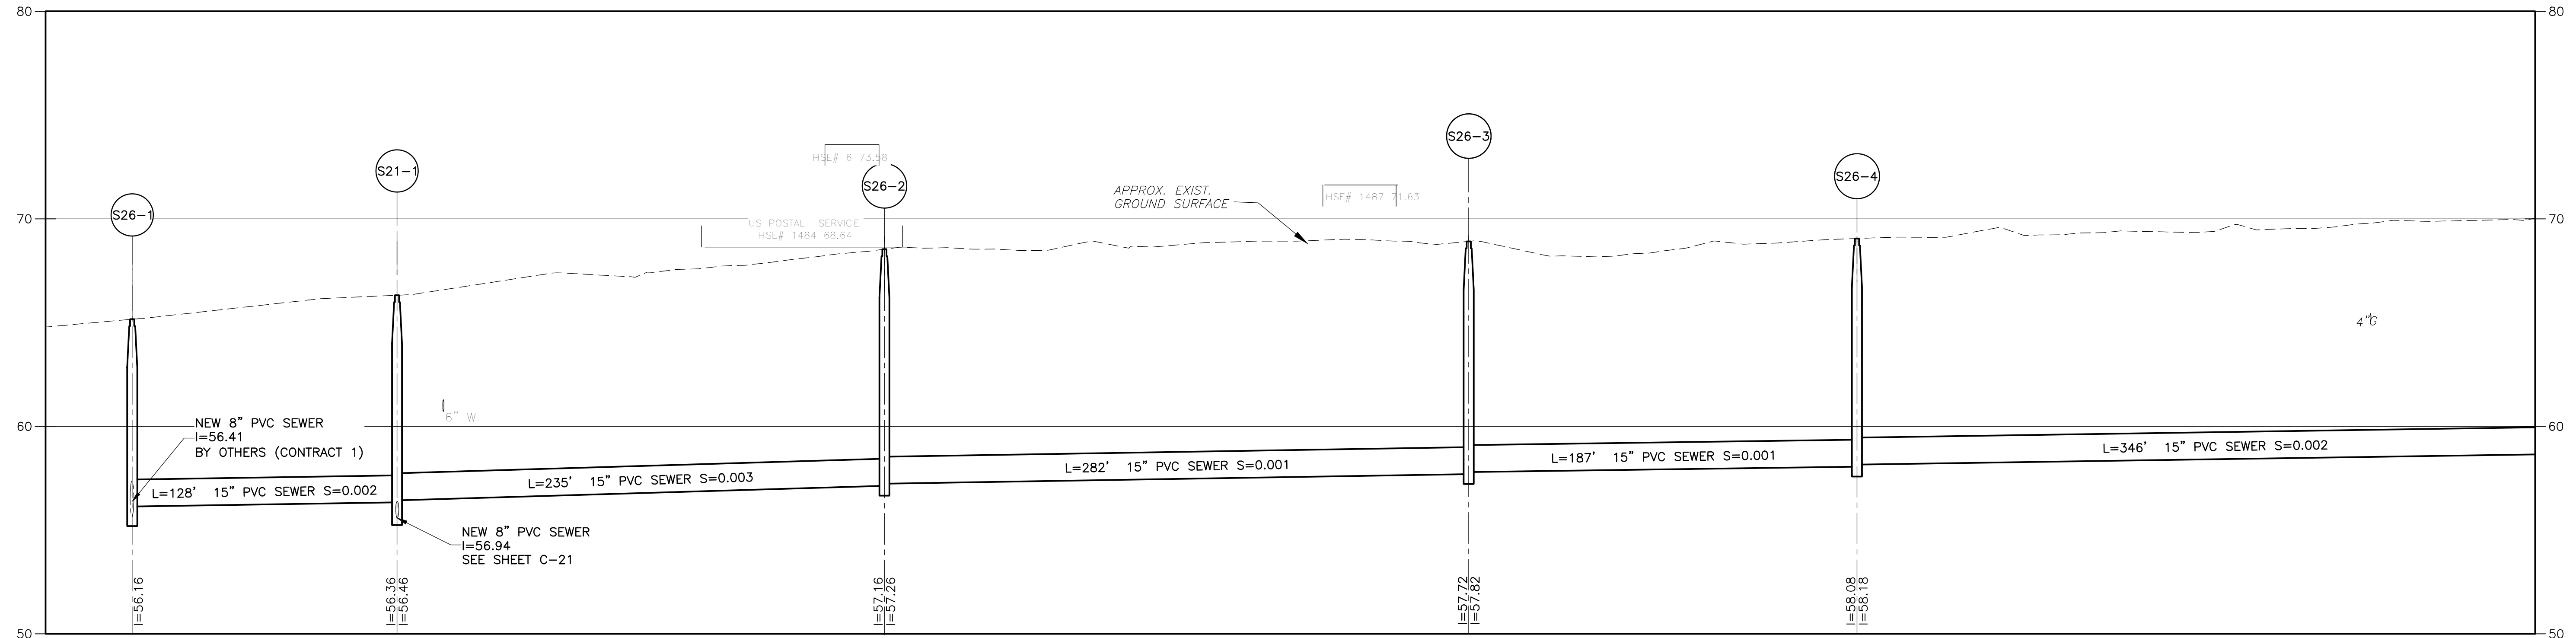 80
80
S26-3
S21-1
HSE# 6 73.58
S26-4
S26-2
APPROX. EXIST.
GROUND SURFACE
HSE# 1487 71.63
S26-1
70
70
US POSTAL SERVICE
HSE# 1484 68.64
4"G
6" W
NEW 8" PVC SEWER
I=56.41
BY OTHERS (CONTRACT 1)
60
60
L=128' 15" PVC SEWER S=0.002
L=235' 15" PVC SEWER S=0.003
L=282' 15" PVC SEWER S=0.001
L=187' 15" PVC SEWER S=0.001
L=346' 15" PVC SEWER S=0.002
NEW 8" PVC SEWER
I=56.94
SEE SHEET C-21
I=56.16
I=56.36
I=56.46
I=57.16
I=57.26
I=57.72
I=57.82
I=58.08
I=58.18
50
50